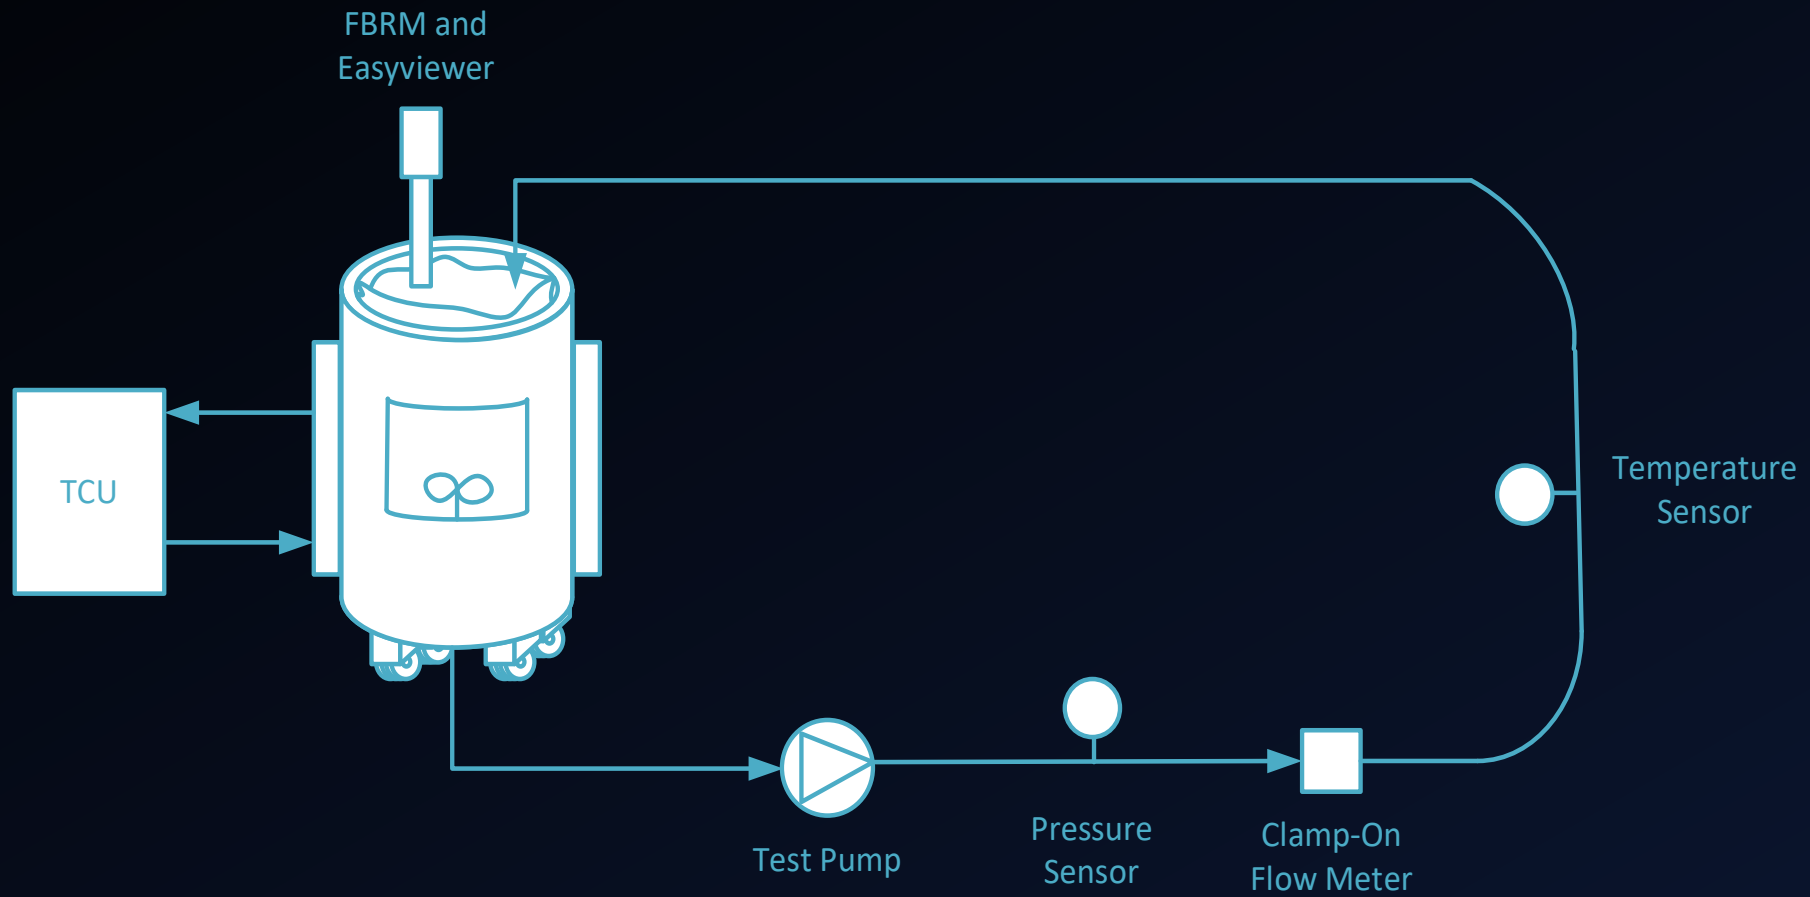 FBRM and
Easyviewer
TCU
Temperature
Sensor
Test Pump
Pressure
Sensor
Clamp-On
Flow Meter